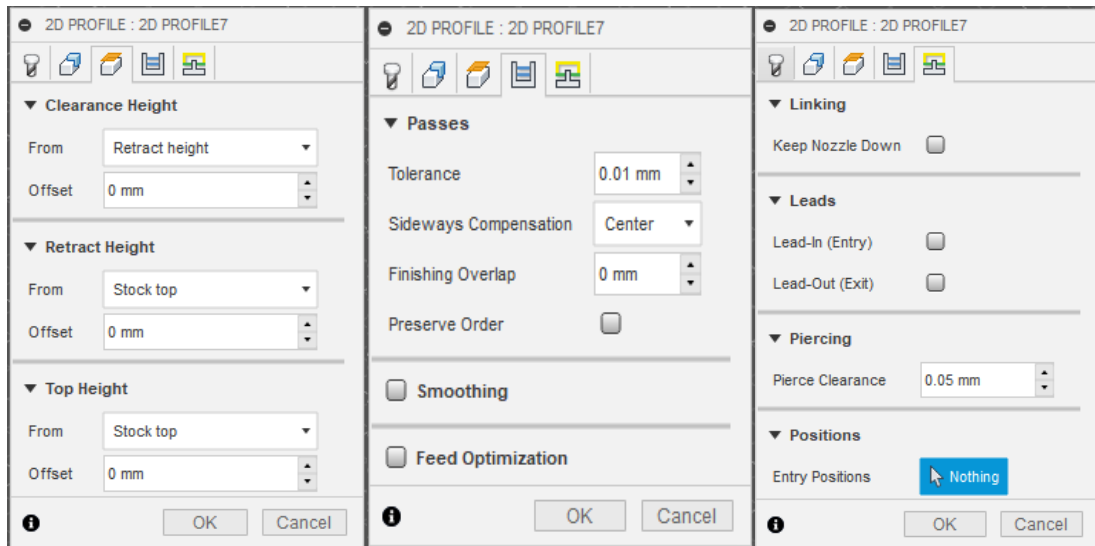 2D PROFILE : 2D PROFILE7
Clearance Height
From Retract height
Offset 0 mm
Retract Height
From Stock top
Offset 0 mm
Top Height
From Stock top
Offset 0 mm
OK Cancel
2D PROFILE : 2D PROFILE7
Passes
Tolerance 0.01 mm
Sideways Compensation Center
Finishing Overlap 0 mm
Preserve Order
Smoothing
Feed Optimization
OK Cancel
2D PROFILE : 2D PROFILE7
Linking
Keep Nozzle Down
Leads
Lead-In (Entry)
Lead-Out (Exit)
Piercing
Pierce Clearance 0.05 mm
Positions
Entry Positions Nothing
OK Cancel